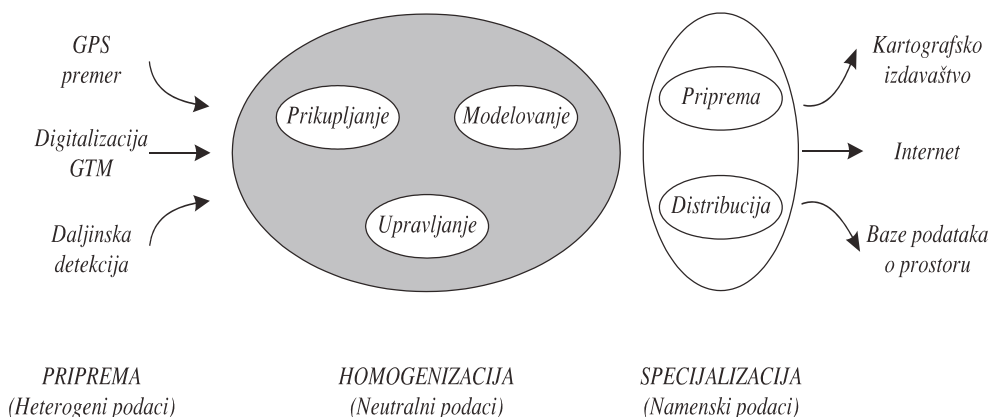 GPS
premer
Digitalizacija
GTM
Daljinska
detekcija
Prikupljanje
Modelovanje
Upravljanje
Priprema
Distribucija
Kartografsko
izdavaštvo
Internet
Baze podataka
o prostoru
PRIPREMA
(Heterogeni podaci)
HOMOGENIZACIJA
(Neutralni podaci)
SPECIJALIZACIJA
(Namenski podaci)